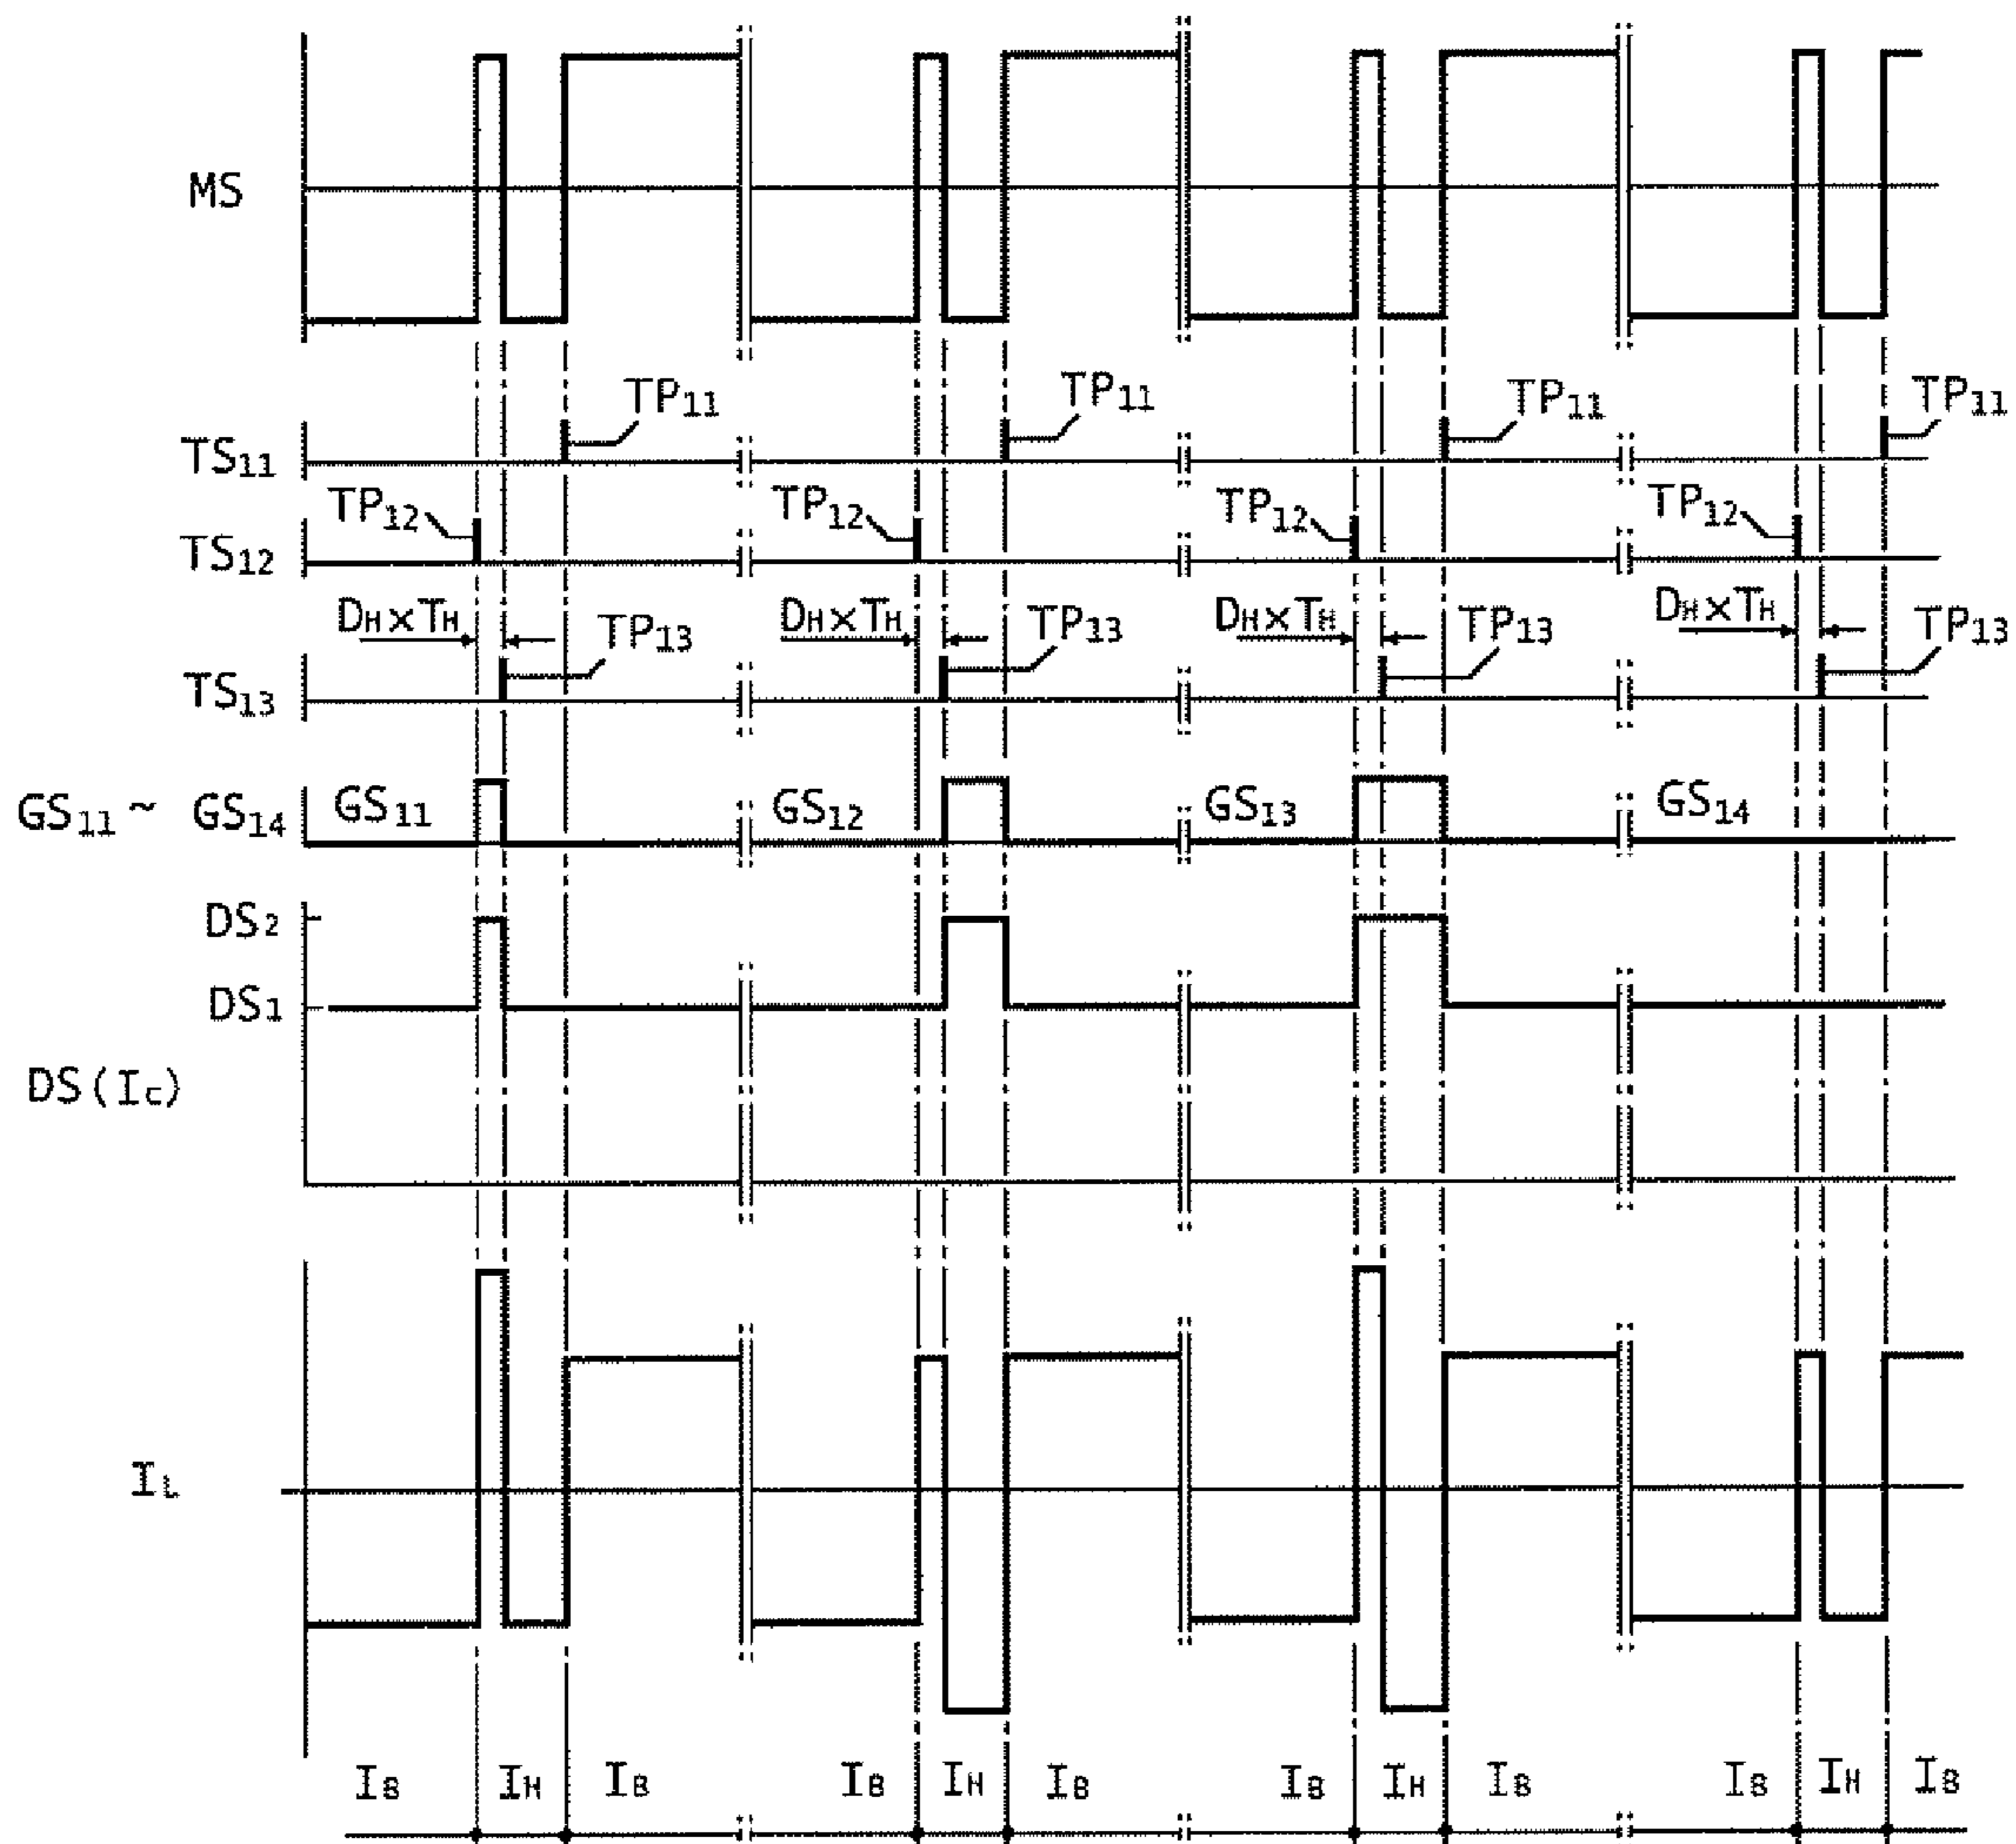 MS
TP11 TP11 TP11 TP11
TS11
TP12 TP12 TP12 TP12
TS12
DH×TH DH×TH DH×TH DH×TH
TP13 TP13 TP13 TP13
TS13
GS11 ~ GS14 GS11 GS12 GS13 GS14
DS2
DS1
DS(Ic)
IL
IB IH IB IB IH IB IB IH IB IB IH IB